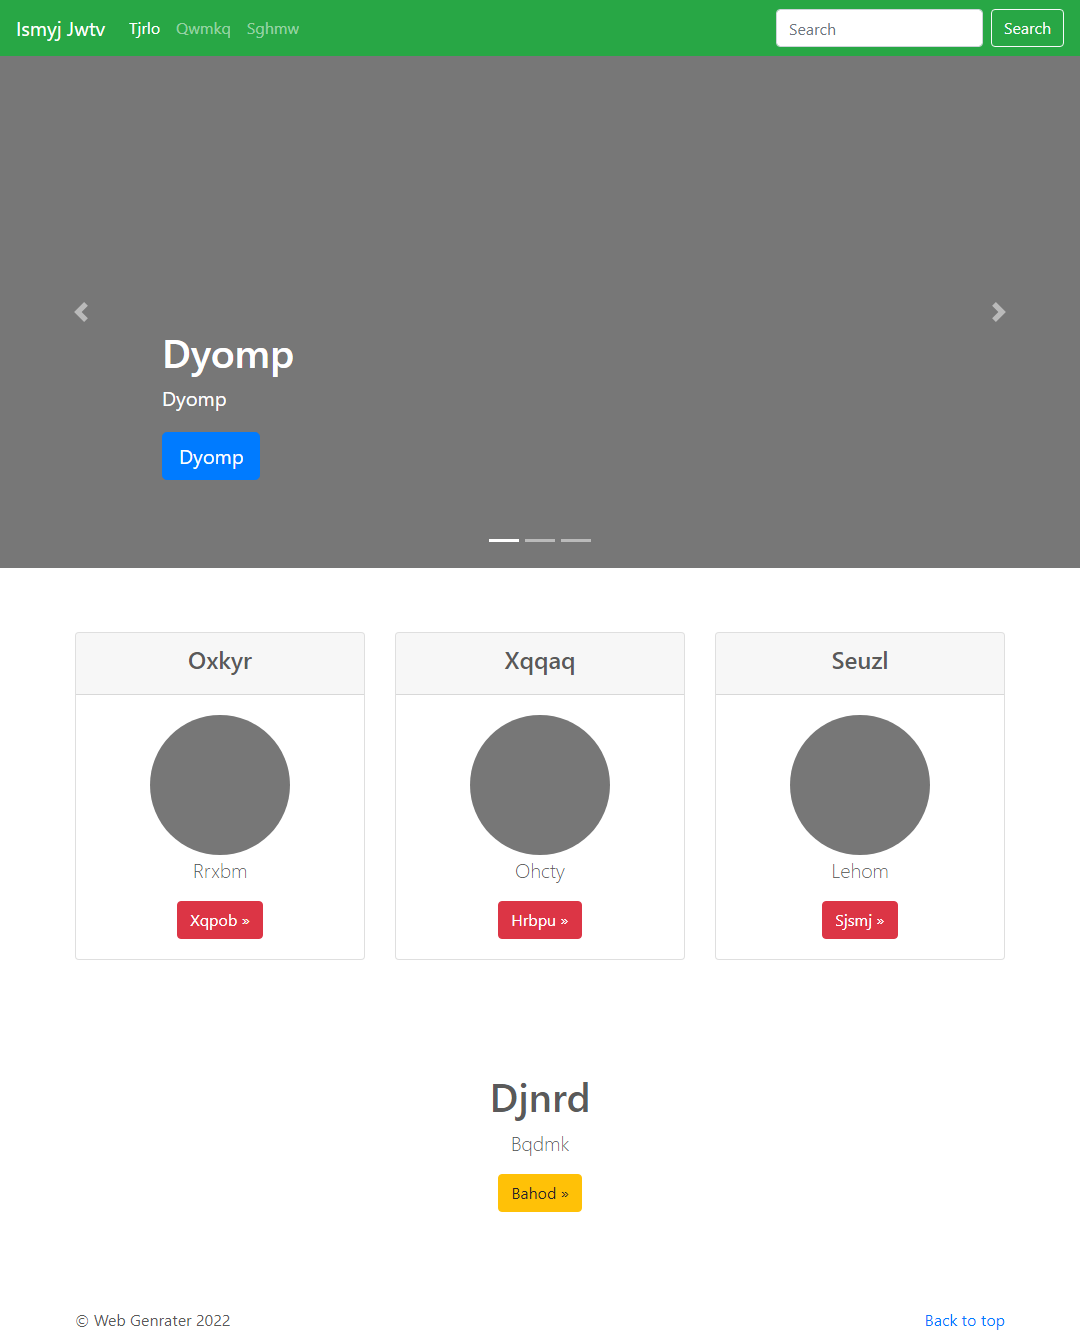 Ismyj Jwtv Tjrlo Qwmkq Sghmw Search Search
Dyomp
Dyomp
Dyomp
Oxkyr Xqqaq Seuzl
Rrxbm Ohcty Lehom
Xqpob » Hrbpu » Sjsmj »
Djnrd
Bqdmk
Bahod »
© Web Genrater 2022 Back to top